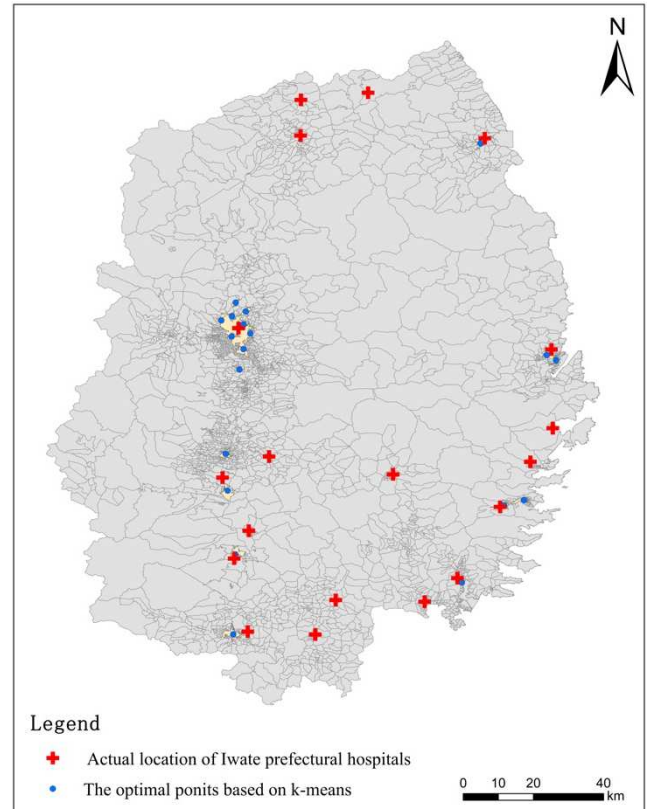 N
Legend
Actual location of Iwate prefectural hospitals
The optimal ponits based on k-means
0 10 20 40
km